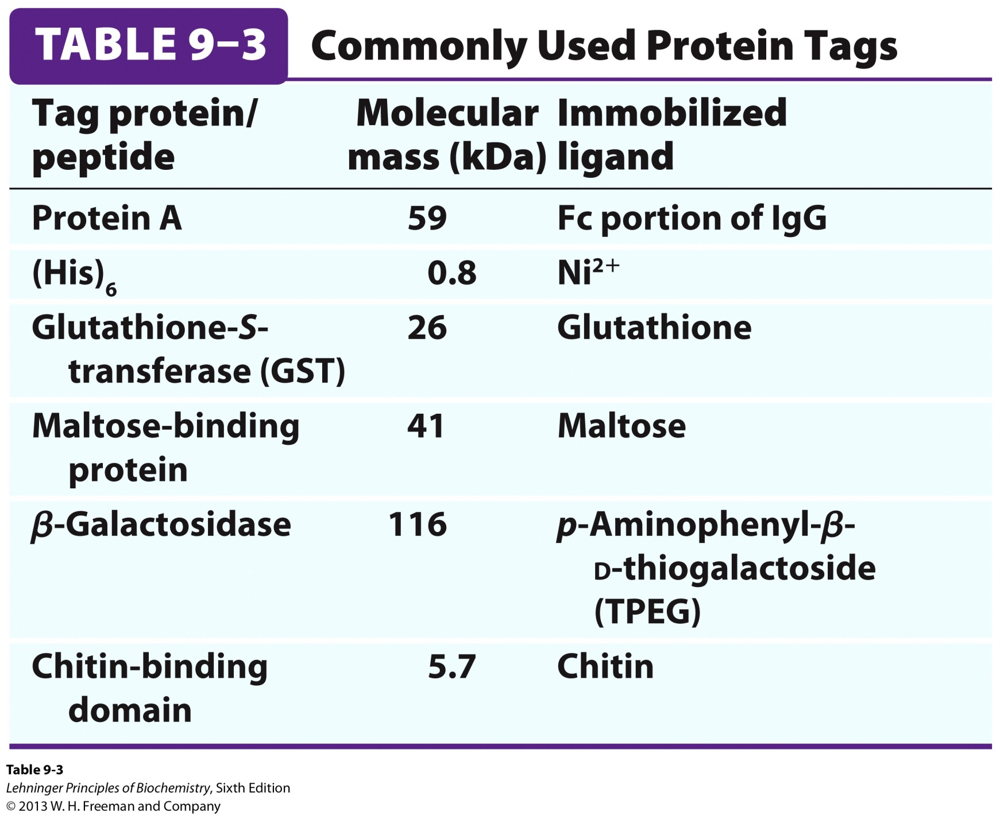 TABLE 9–3 Commonly Used Protein Tags
Tag protein/ Molecular Immobilized
peptide mass (kDa) ligand
Protein A 59 Fc portion of IgG
(His)₆ 0.8 Ni²⁺
Glutathione-S- 26 Glutathione
transferase (GST)
Maltose-binding 41 Maltose
protein
β-Galactosidase 116 p-Aminophenyl-β-
D-thiogalactoside
(TPEG)
Chitin-binding 5.7 Chitin
domain
Table 9-3
Lehninger Principles of Biochemistry, Sixth Edition
© 2013 W. H. Freeman and Company